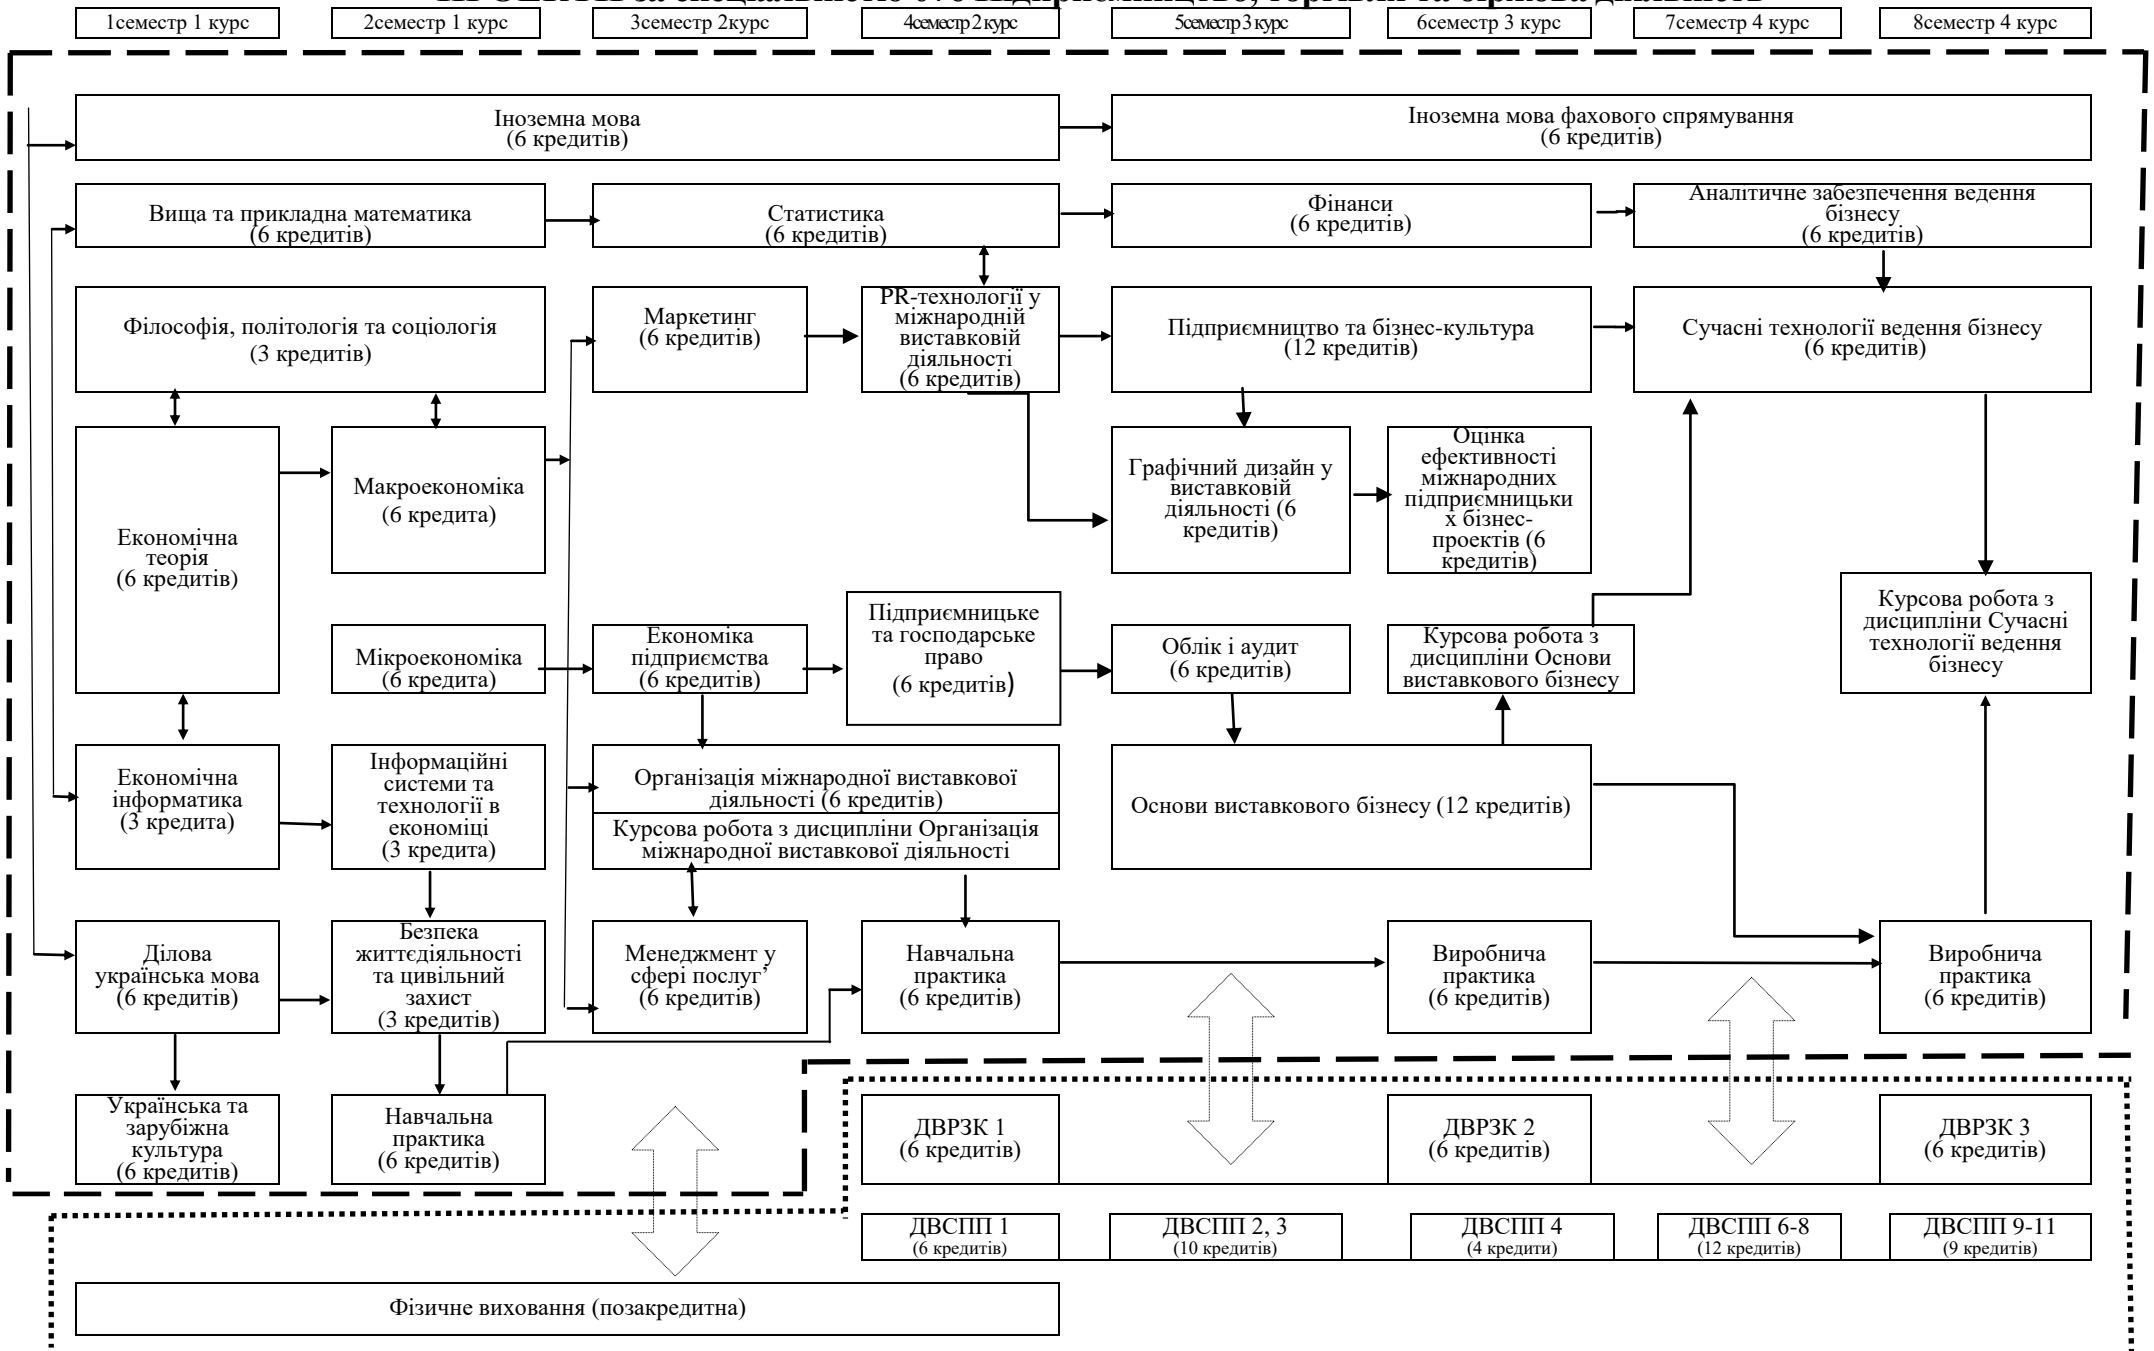 1семестр 1 курс
2семестр 1 курс
3семестр 2курс
4семестр 2 курс
5семестр 3 курс
6семестр 3 курс
7семестр 4 курс
8семестр 4 курс
Іноземна мова
(6 кредитів)
Іноземна мова фахового спрямування
(6 кредитів)
Вища та прикладна математика
(6 кредитів)
Статистика
(6 кредитів)
Фінанси
(6 кредитів)
Аналітичне забезпечення ведення
бізнесу
(6 кредитів)
Філософія, політологія та соціологія
(3 кредитів)
Маркетинг
(6 кредитів)
PR-технології у
міжнародній
виставковій
діяльності
(6 кредитів)
Підприємництво та бізнес-культура
(12 кредитів)
Сучасні технології ведення бізнесу
(6 кредитів)
Економічна
теорія
(6 кредитів)
Макроекономіка
(6 кредита)
Графічний дизайн у
виставковій
діяльності (6
кредитів)
Оцінка
ефективності
міжнародних
підприємницьки
х бізнес-
проектів (6
кредитів)
Мікроекономіка
(6 кредита)
Економіка
підприємства
(6 кредитів)
Підприємницьке
та господарське
право
(6 кредитів)
Облік і аудит
(6 кредитів)
Курсова робота з
дисципліни Основи
виставкового бізнесу
Курсова робота з
дисципліни Сучасні
технології ведення
бізнесу
Економічна
інформатика
(3 кредита)
Інформаційні
системи та
технології в
економіці
(3 кредита)
Організація міжнародної виставкової
діяльності (6 кредитів)
Курсова робота з дисципліни Організація
міжнародної виставкової діяльності
Основи виставкового бізнесу (12 кредитів)
Ділова
українська мова
(6 кредитів)
Безпека
життєдіяльності
та цивільний
захист
(3 кредитів)
Менеджмент у
сфері послуг’
(6 кредитів)
Навчальна
практика
(6 кредитів)
Виробнича
практика
(6 кредитів)
Виробнича
практика
(6 кредитів)
Українська та
зарубіжна
культура
(6 кредитів)
Навчальна
практика
(6 кредитів)
ДВРЗК 1
(6 кредитів)
ДВРЗК 2
(6 кредитів)
ДВРЗК 3
(6 кредитів)
ДВСПП 1
(6 кредитів)
ДВСПП 2, 3
(10 кредитів)
ДВСПП 4
(4 кредити)
ДВСПП 6-8
(12 кредитів)
ДВСПП 9-11
(9 кредитів)
Фізичне виховання (позакредитна)